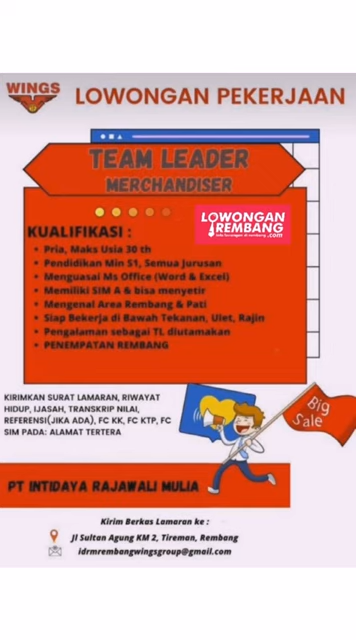 WINGS
LOWONGAN PEKERJAAN
TEAM LEADER
MERCHANDISER
LOWONGAN
REMBANG
.com
KUALIFIKASI :
• Pria, Maks Usia 30 th
• Pendidikan Min S1, Semua Jurusan
• Menguasai Ms Office (Word & Excel)
• Memiliki SIM A & bisa menyetir
• Mengenal Area Rembang & Pati
• Siap Bekerja di Bawah Tekanan, Ulet, Rajin
• Pengalaman sebagai TL diutamakan
• PENEMPATAN REMBANG
KIRIMKAN SURAT LAMARAN, RIWAYAT
HIDUP, IJASAH, TRANSKRIP NILAI,
REFERENSI(JIKA ADA), FC KK, FC KTP, FC
SIM PADA: ALAMAT TERTERA
Big
Sale
PT INTIDAYA RAJAWALI MULIA
Kirim Berkas Lamaran ke :
Jl Sultan Agung KM 2, Tireman, Rembang
idrmrembangwingsgroup@gmail.com